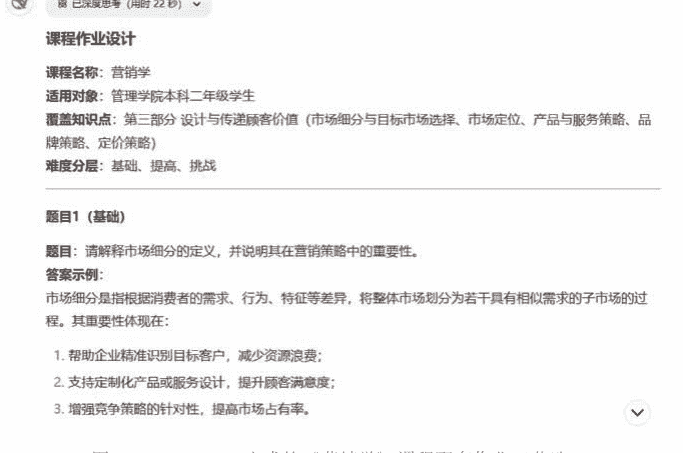 已深度思考（用时 22 秒）
课程作业设计
课程名称：营销学
适用对象：管理学院本科二年级学生
覆盖知识点：第三部分 设计与传递顾客价值（市场细分与目标市场选择、市场定位、产品与服务策略、品
牌策略、定价策略）
难度分层：基础、提高、挑战
题目1（基础）
题目：请解释市场细分的定义，并说明其在营销策略中的重要性。
答案示例：
市场细分是指根据消费者的需求、行为、特征等差异，将整体市场划分为若干具有相似需求的子市场的过
程。其重要性体现在：
1. 帮助企业精准识别目标客户，减少资源浪费；
2. 支持定制化产品或服务设计，提升顾客满意度；
3. 增强竞争策略的针对性，提高市场占有率。